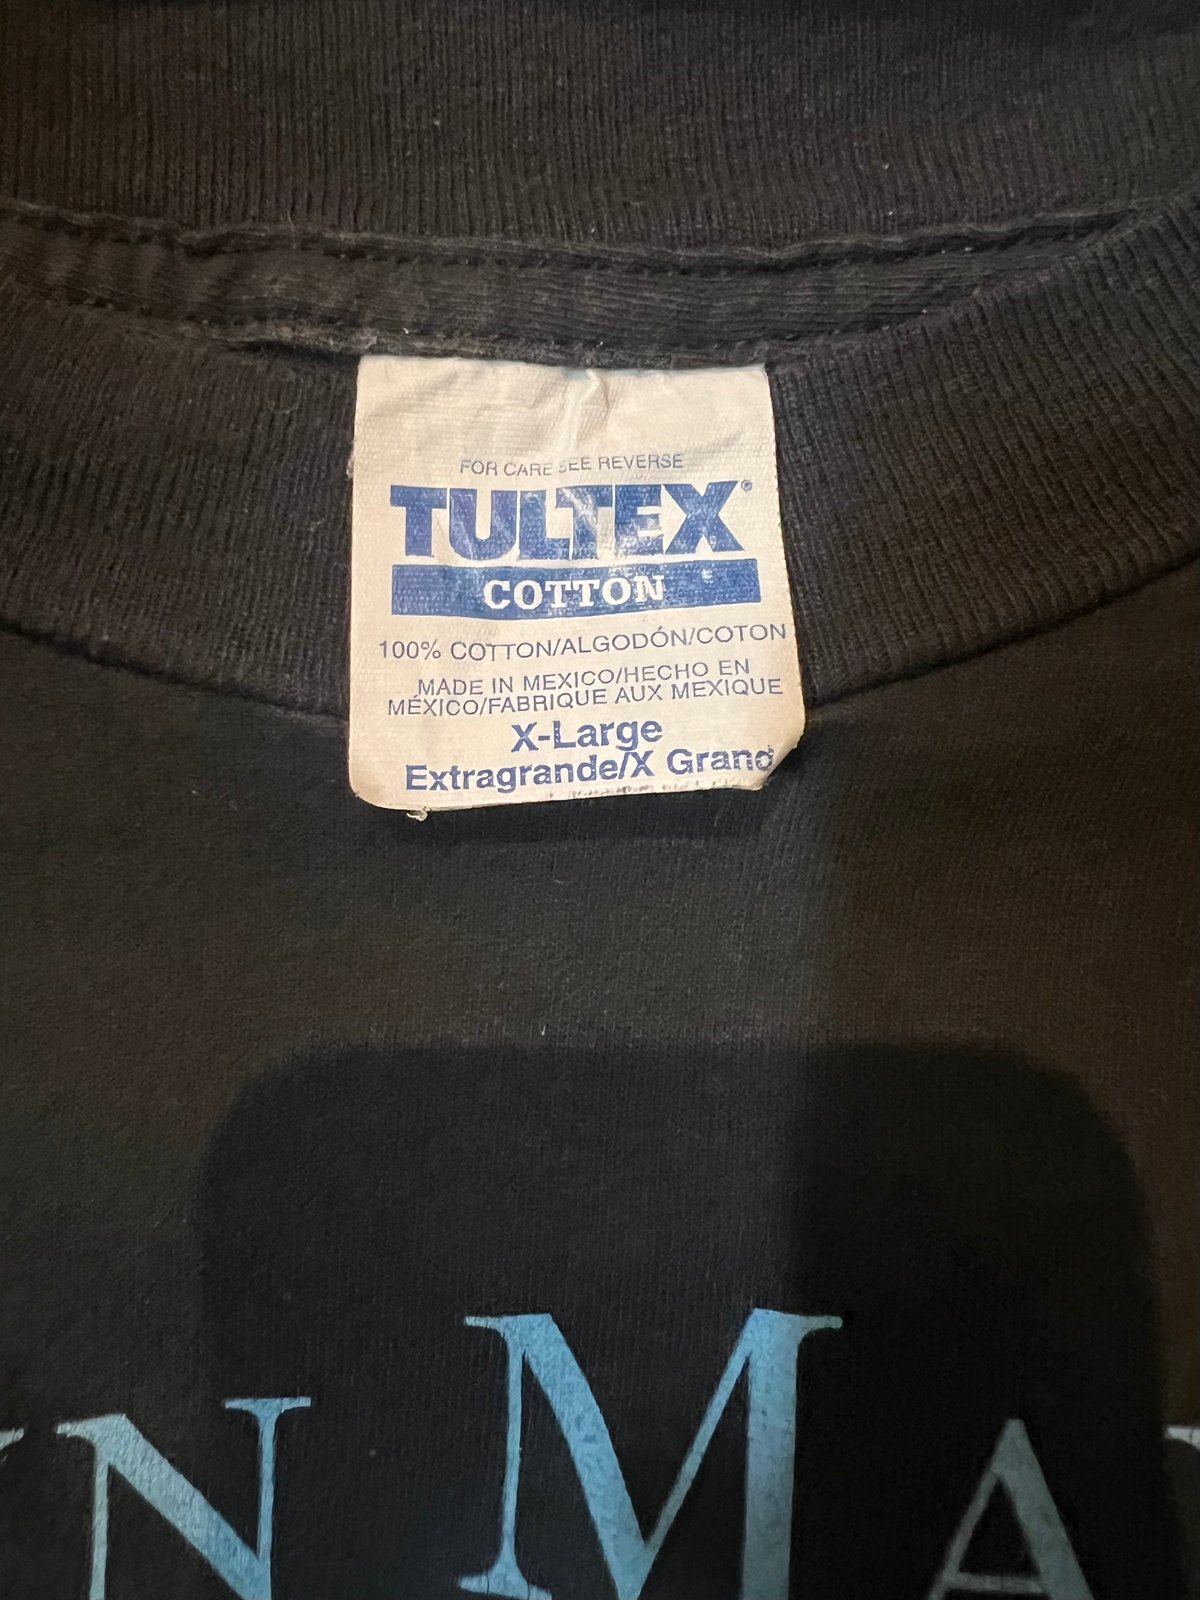 FOR CARE SEE REVERSE
TULTEX®
COTTON
100% COTTON/ALGODÓN/COTON
MADE IN MEXICO/HECHO EN
MÉXICO/FABRIQUE AUX MEXIQUE
X-Large
Extragrande/X Grand
N MA